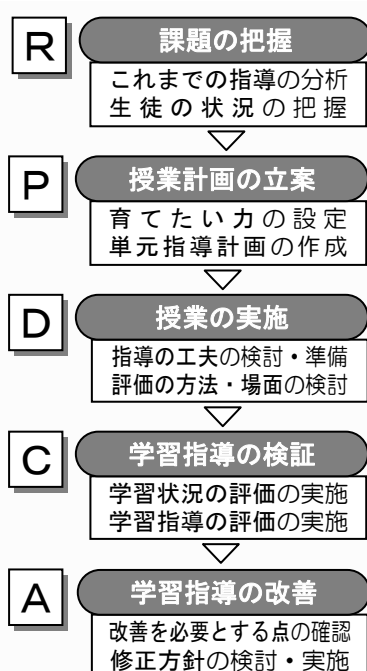 R
課題の把握
これまでの指導の分析
生徒の状況の把握
P
授業計画の立案
育てたい力の設定
単元指導計画の作成
D
授業の実施
指導の工夫の検討・準備
評価の方法・場面の検討
C
学習指導の検証
学習状況の評価の実施
学習指導の評価の実施
A
学習指導の改善
改善を必要とする点の確認
修正方針の検討・実施